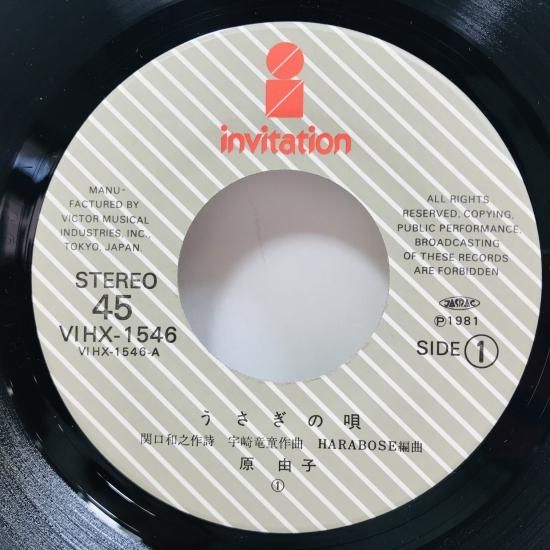 invitation
MANU-
FACTURED BY
VICTOR MUSICAL
INDUSTRIES, INC.,
TOKYO, JAPAN.
ALL RIGHTS
RESERVED, COPYING,
PUBLIC PERFORMANCE,
BROADCASTING
OF THESE RECORDS
ARE FORBIDDEN
STEREO
45
VIHX-1546
VIHX-1546-A
JASRAC
Ⓟ1981
SIDE ①
うさぎの唄
関口和之作詩 宇崎竜童作曲 HARABOSE編曲
原 由子
①